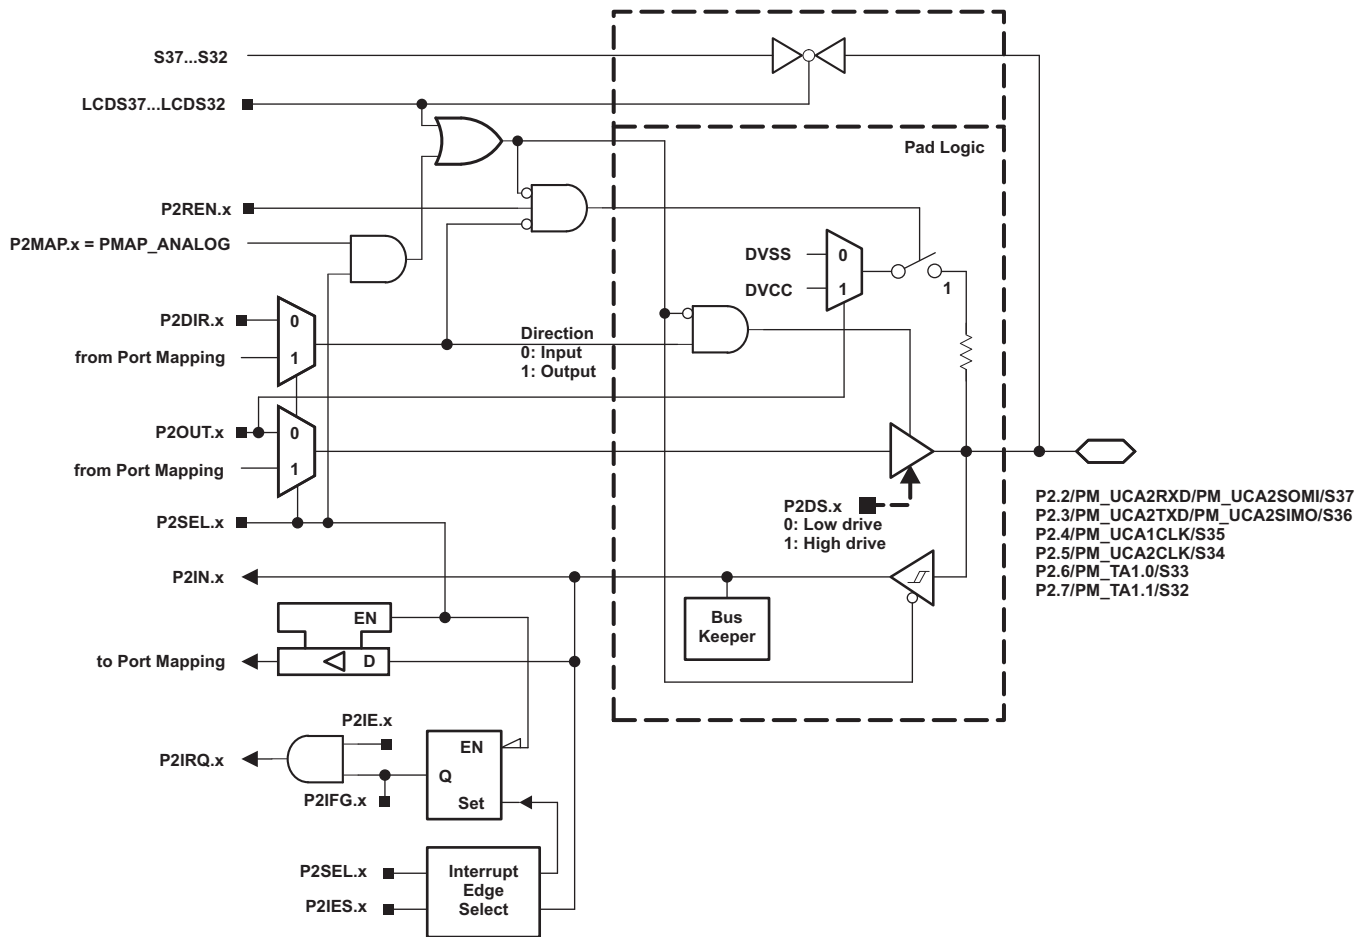 S37...S32
LCDS37...LCDS32
Pad Logic
P2REN.x
P2MAP.x = PMAP_ANALOG
DVSS
0
DVCC
1
1
P2DIR.x
0
from Port Mapping
1
Direction
0: Input
1: Output
P2OUT.x
0
from Port Mapping
1
P2SEL.x
P2DS.x
0: Low drive
1: High drive
P2.2/PM_UCA2RXD/PM_UCA2SOMI/S37
P2.3/PM_UCA2TXD/PM_UCA2SIMO/S36
P2.4/PM_UCA1CLK/S35
P2.5/PM_UCA2CLK/S34
P2.6/PM_TA1.0/S33
P2.7/PM_TA1.1/S32
P2IN.x
Bus
Keeper
EN
to Port Mapping
D
P2IE.x
P2IRQ.x
EN
Q
P2IFG.x
Set
P2SEL.x
P2IES.x
Interrupt
Edge
Select